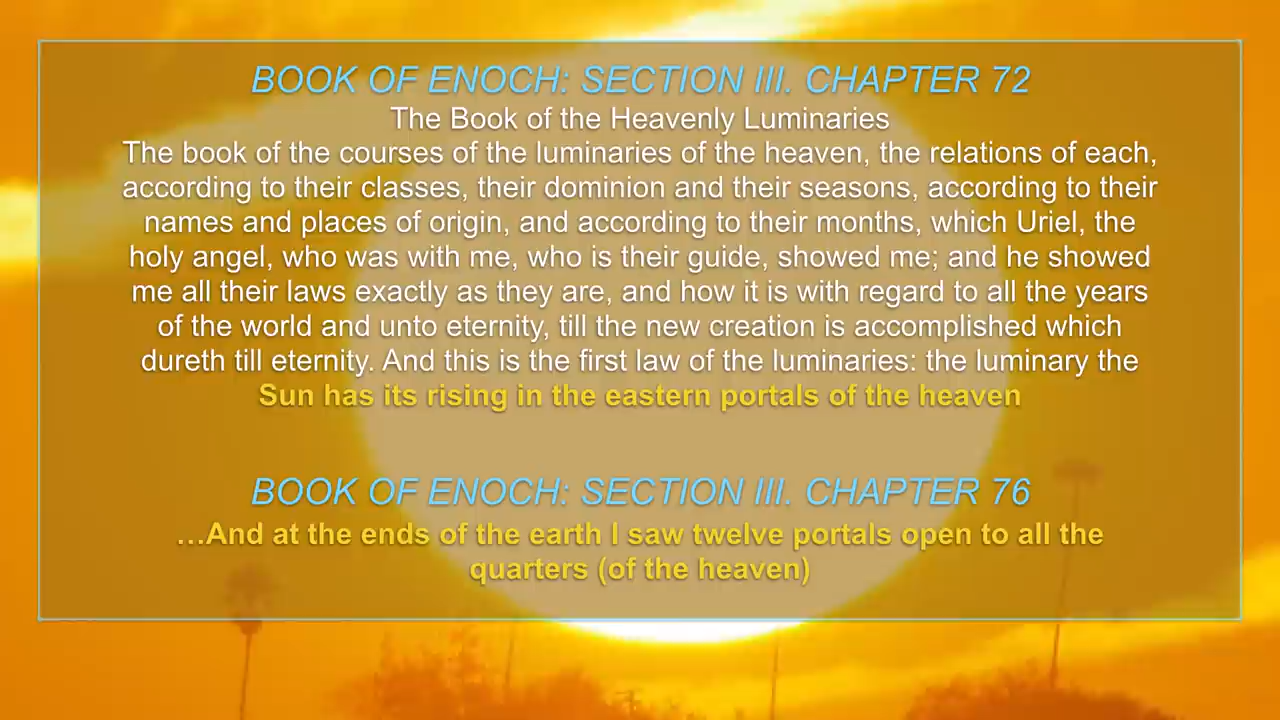 BOOK OF ENOCH: SECTION III. CHAPTER 72
The Book of the Heavenly Luminaries
The book of the courses of the luminaries of the heaven, the relations of each,
according to their classes, their dominion and their seasons, according to their
names and places of origin, and according to their months, which Uriel, the
holy angel, who was with me, who is their guide, showed me; and he showed
me all their laws exactly as they are, and how it is with regard to all the years
of the world and unto eternity, till the new creation is accomplished which
dureth till eternity. And this is the first law of the luminaries: the luminary the
Sun has its rising in the eastern portals of the heaven
BOOK OF ENOCH: SECTION III. CHAPTER 76
…And at the ends of the earth I saw twelve portals open to all the
quarters (of the heaven)